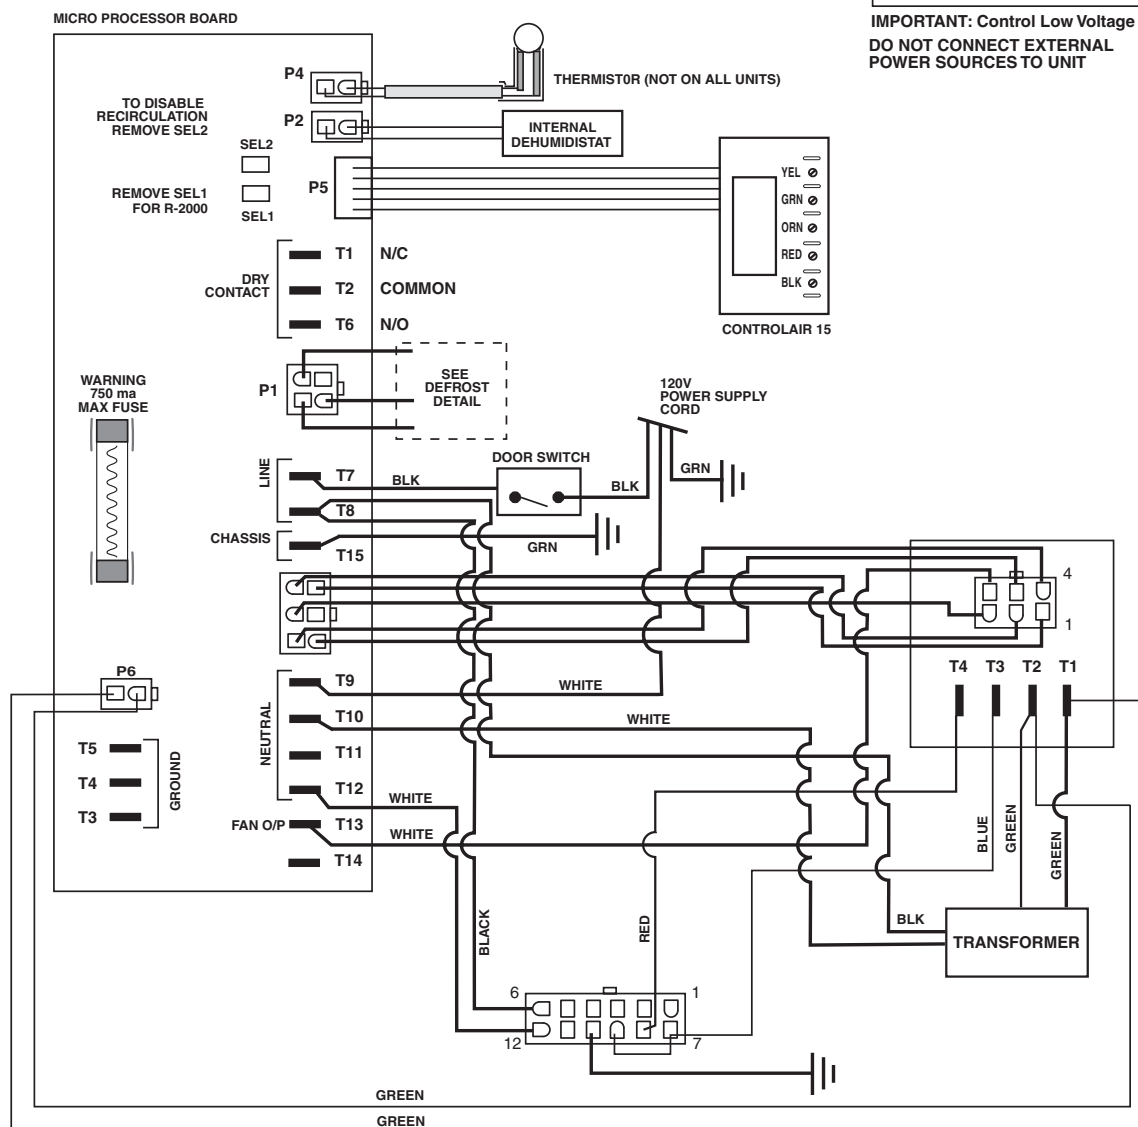 MICRO PROCESSOR BOARD
IMPORTANT: Control Low Voltage
DO NOT CONNECT EXTERNAL
POWER SOURCES TO UNIT
P4
THERMIST0R (NOT ON ALL UNITS)
TO DISABLE
RECIRCULATION
REMOVE SEL2
P2
INTERNAL
DEHUMIDISTAT
SEL2
REMOVE SEL1
FOR R-2000
SEL1
P5
YEL
GRN
ORN
RED
BLK
CONTROLAIR 15
DRY
CONTACT
T1 N/C
T2 COMMON
T6 N/O
WARNING
750 ma
MAX FUSE
P1
SEE
DEFROST
DETAIL
120V
POWER SUPPLY
CORD
DOOR SWITCH
LINE
T7
BLK
BLK
GRN
T8
CHASSIS
T15
GRN
4
1
P6
T5
T4
T3
GROUND
NEUTRAL
T9
WHITE
T10
WHITE
T11
T12
WHITE
FAN O/P
T13
WHITE
T14
T4
T3
T2
T1
BLUE
GREEN
GREEN
BLACK
RED
BLK
TRANSFORMER
6
1
12
7
GREEN
GREEN